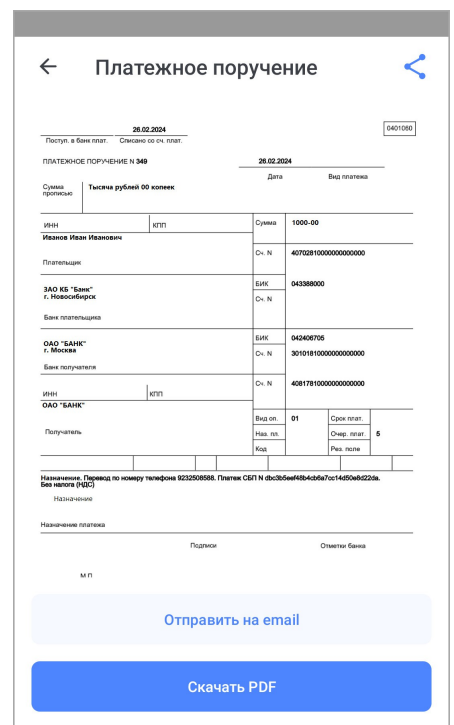 Платежное поручение
26.02.2024
0401060
Поступ. в банк плат. Списано со сч. плат.
ПЛАТЕЖНОЕ ПОРУЧЕНИЕ N 349 26.02.2024
Дата Вид платежа
Сумма прописью Тысяча рублей 00 копеек
ИНН КПП Сумма 1000-00
Иванов Иван Иванович
Плательщик Сч. N 40702810000000000000
ЗАО КБ "Банк" БИК 043388000
г. Новосибирск Сч. N
Банк плательщика
ОАО "БАНК" БИК 042406705
г. Москва Сч. N 30101810000000000000
Банк получателя
ИНН КПП Сч. N 40817810000000000000
ОАО "БАНК"
Вид оп. 01 Срок плат.
Получатель Наз. пл. Очер. плат. 5
Код Рез. поле
Назначение. Перевод по номеру телефона 9232508588. Платеж СБП N dbc3b5eef48b4cb6a7cc14d50e8d22da.
Без налога (НДС)
Назначение
Назначение платежа
Подписи Отметки банка
М П
Отправить на email
Скачать PDF